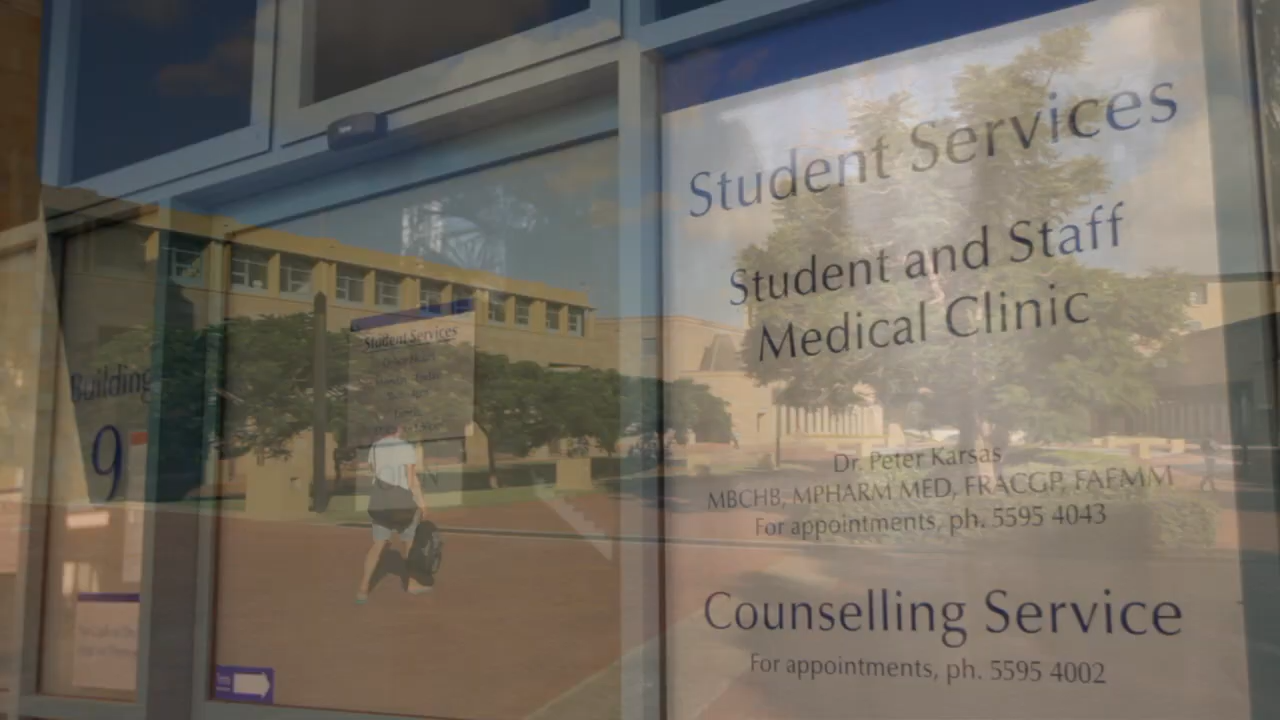 Student Services
Student and Staff
Medical Clinic
Dr. Peter Karsas
MBCHB, MPHARM MED, FRACGP, FAFMM
For appointments, ph. 5595 4043
Counselling Service
For appointments, ph. 5595 4002
Building
9
Student Services
OPEN